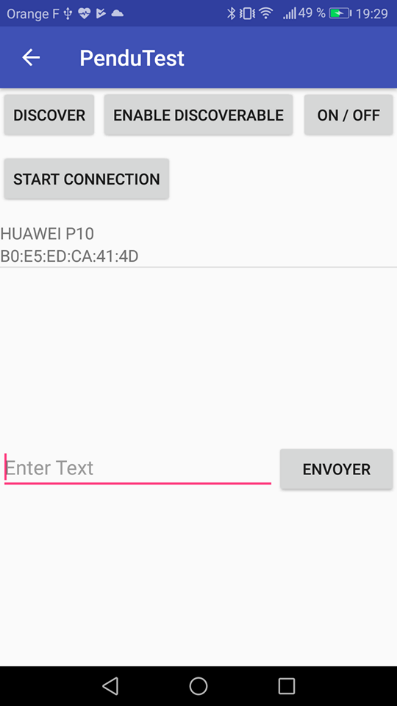 Orange F 49 % 19:29
PenduTest
DISCOVER ENABLE DISCOVERABLE ON / OFF
START CONNECTION
HUAWEI P10
B0:E5:ED:CA:41:4D
Enter Text ENVOYER